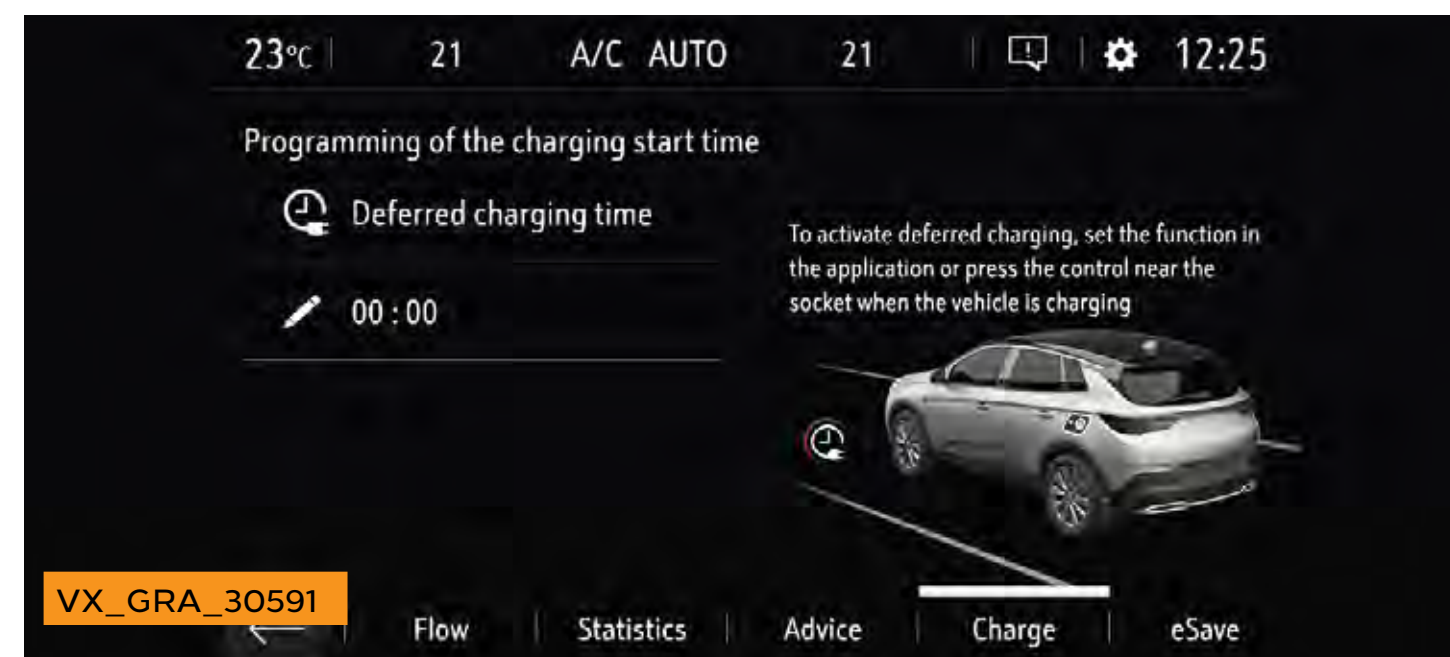 23°C 21 A/C AUTO 21 12:25
Programming of the charging start time
Deferred charging time
00 : 00
To activate deferred charging, set the function in
the application or press the control near the
socket when the vehicle is charging
VX_GRA_30591
Flow Statistics Advice Charge eSave